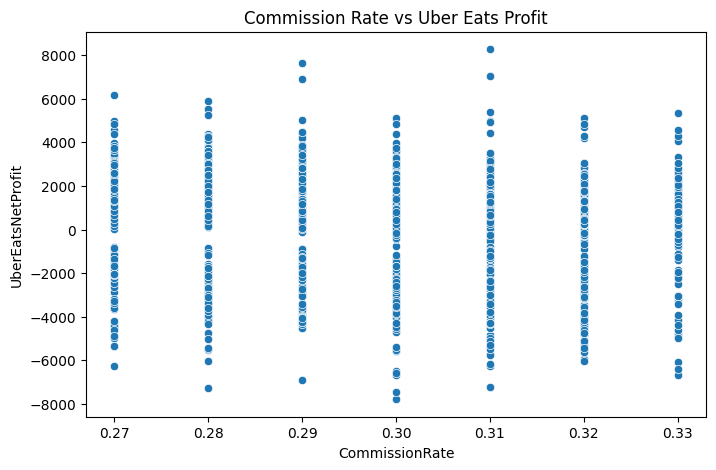 Commission Rate vs Uber Eats Profit
8000
6000
4000
2000
0
−2000
−4000
−6000
−8000
UberEatsNetProfit
0.27 0.28 0.29 0.30 0.31 0.32 0.33
CommissionRate